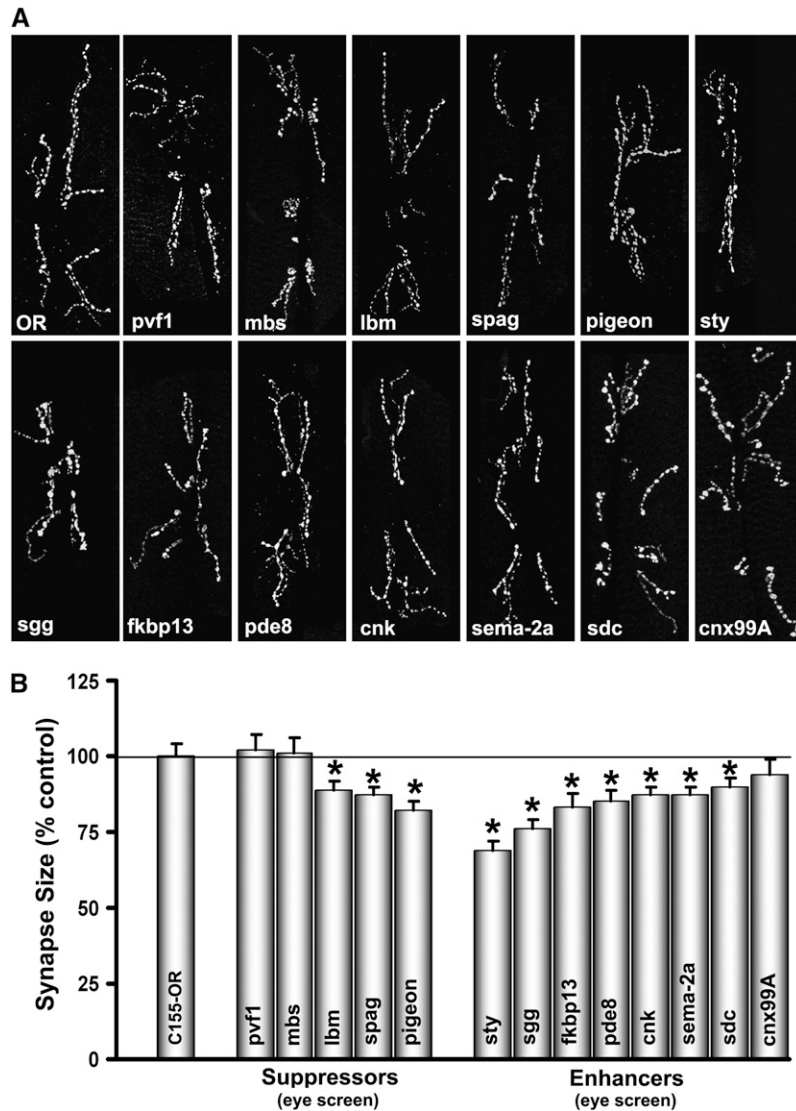 A
OR pvf1 mbs lbm spag pigeon sty
sgg fkbp13 pde8 cnk sema-2a sdc cnx99A
B
Synapse Size (% control)
125
100
75
50
25
0
C155-OR
pvf1
mbs
lbm
spag
pigeon
sty
sgg
fkbp13
pde8
cnk
sema-2a
sdc
cnx99A
* * * * * * * * * *
Suppressors
(eye screen)
Enhancers
(eye screen)